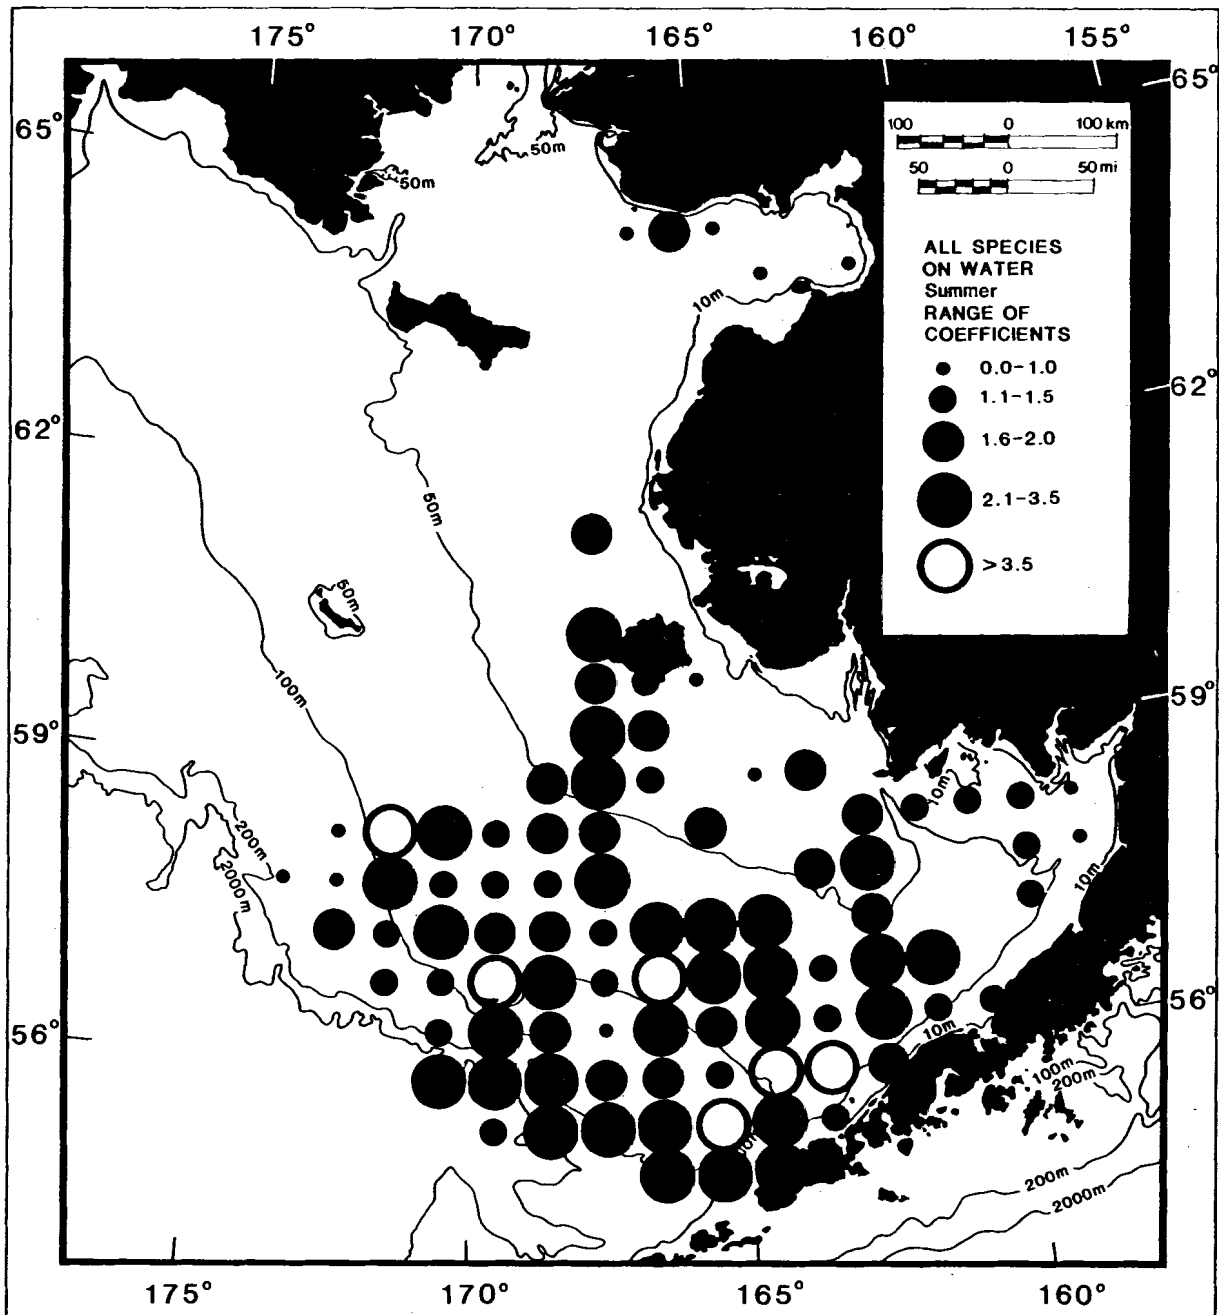 175° 170° 165° 160° 155°
65°
65°
100 0 100 km
50m
50 0 50 mi
50m
ALL SPECIES
ON WATER
Summer
RANGE OF
COEFFICIENTS
10m
0.0-1.0
62°
1.1-1.5
62°
1.6-2.0
50m
2.1-3.5
>3.5
50m
100m
59°
59°
10m
200m
2000m
10m
56°
56°
10m
100m
200m
200m
2000m
175° 170° 165° 160°